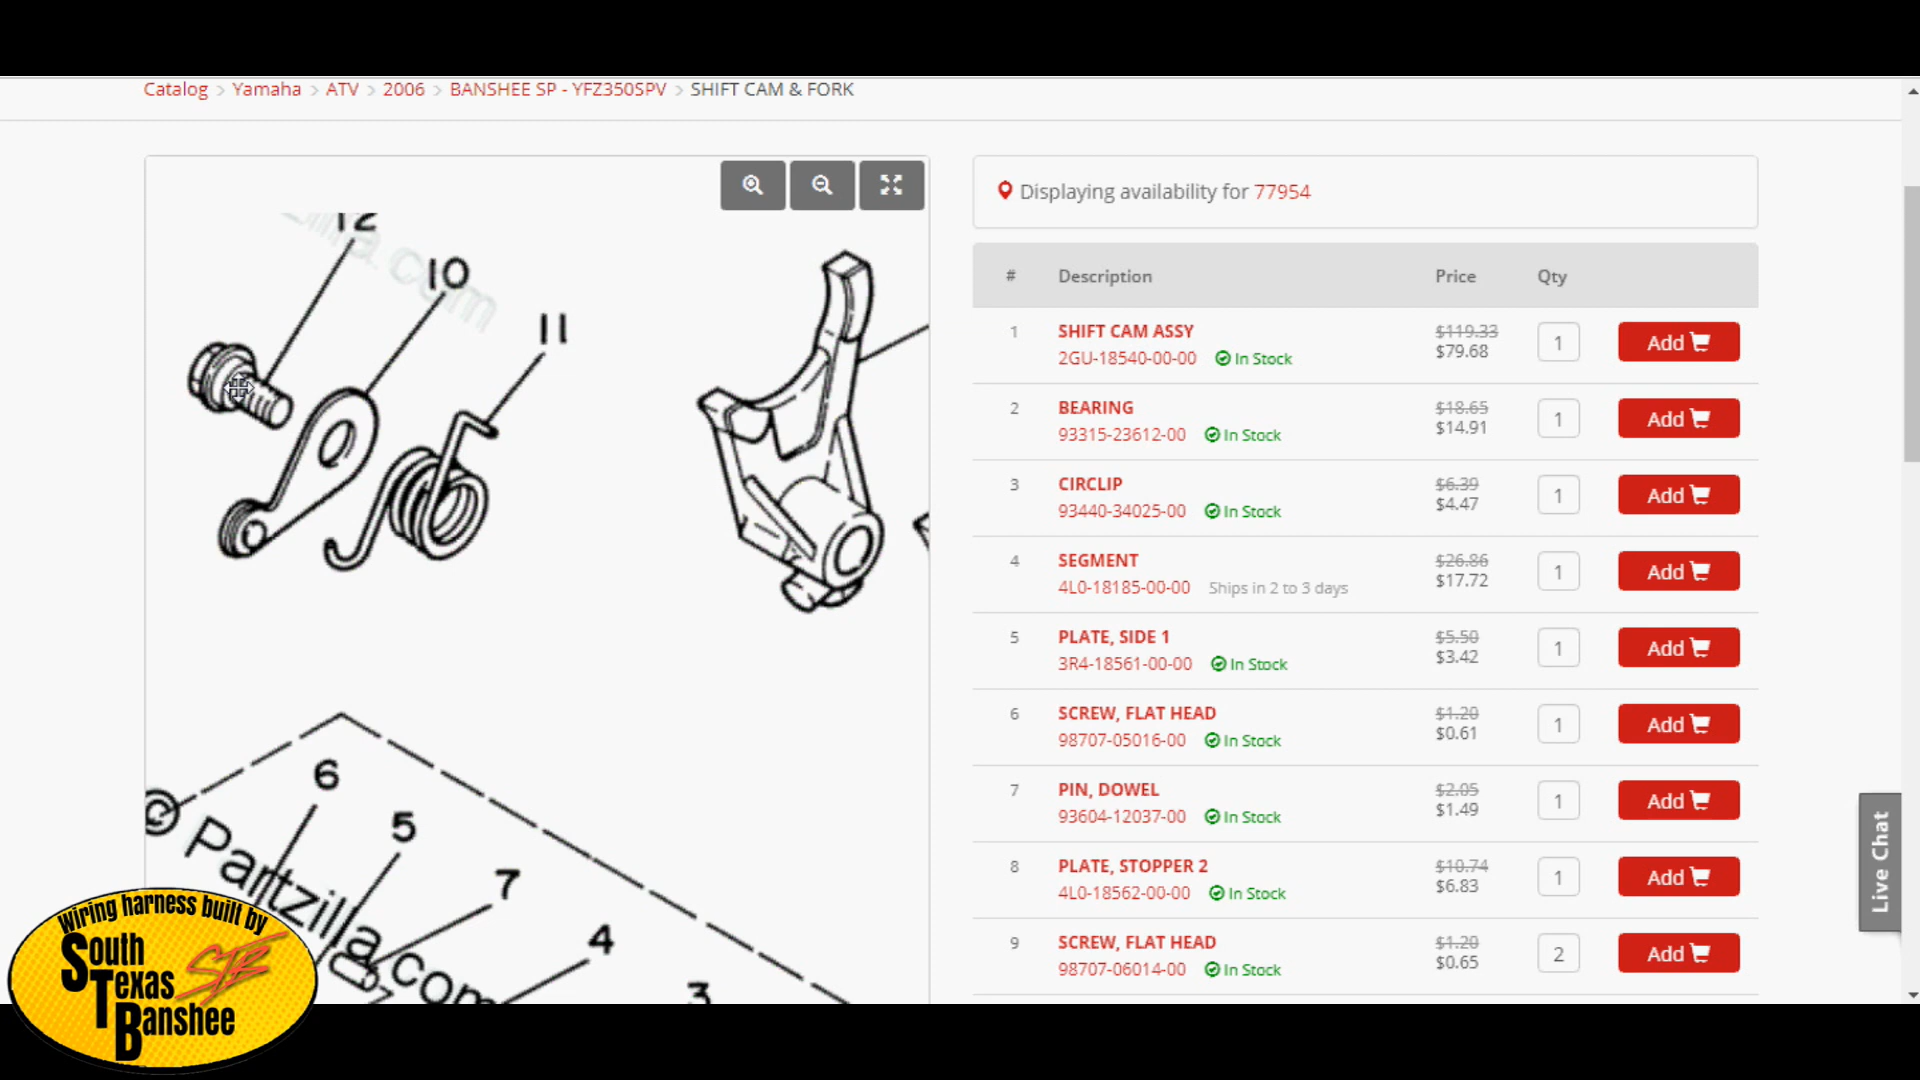 Catalog > Yamaha > ATV > 2006 > BANSHEE SP - YFZ350SPV > SHIFT CAM & FORK
12
10
11
6
5
7
4
3
© Partzilla.com
Displaying availability for 77954
# Description Price Qty
1 SHIFT CAM ASSY $119.33
2GU-18540-00-00 In Stock $79.68 1 Add
2 BEARING $18.65
93315-23612-00 In Stock $14.91 1 Add
3 CIRCLIP $6.39
93440-34025-00 In Stock $4.47 1 Add
4 SEGMENT $26.86
4L0-18185-00-00 Ships in 2 to 3 days $17.72 1 Add
5 PLATE, SIDE 1 $5.50
3R4-18561-00-00 In Stock $3.42 1 Add
6 SCREW, FLAT HEAD $1.20
98707-05016-00 In Stock $0.61 1 Add
7 PIN, DOWEL $2.05
93604-12037-00 In Stock $1.49 1 Add
8 PLATE, STOPPER 2 $10.74
4L0-18562-00-00 In Stock $6.83 1 Add
9 SCREW, FLAT HEAD $1.20
98707-06014-00 In Stock $0.65 2 Add
Live Chat
Wiring harness built by
South
Texas
Banshee
STB